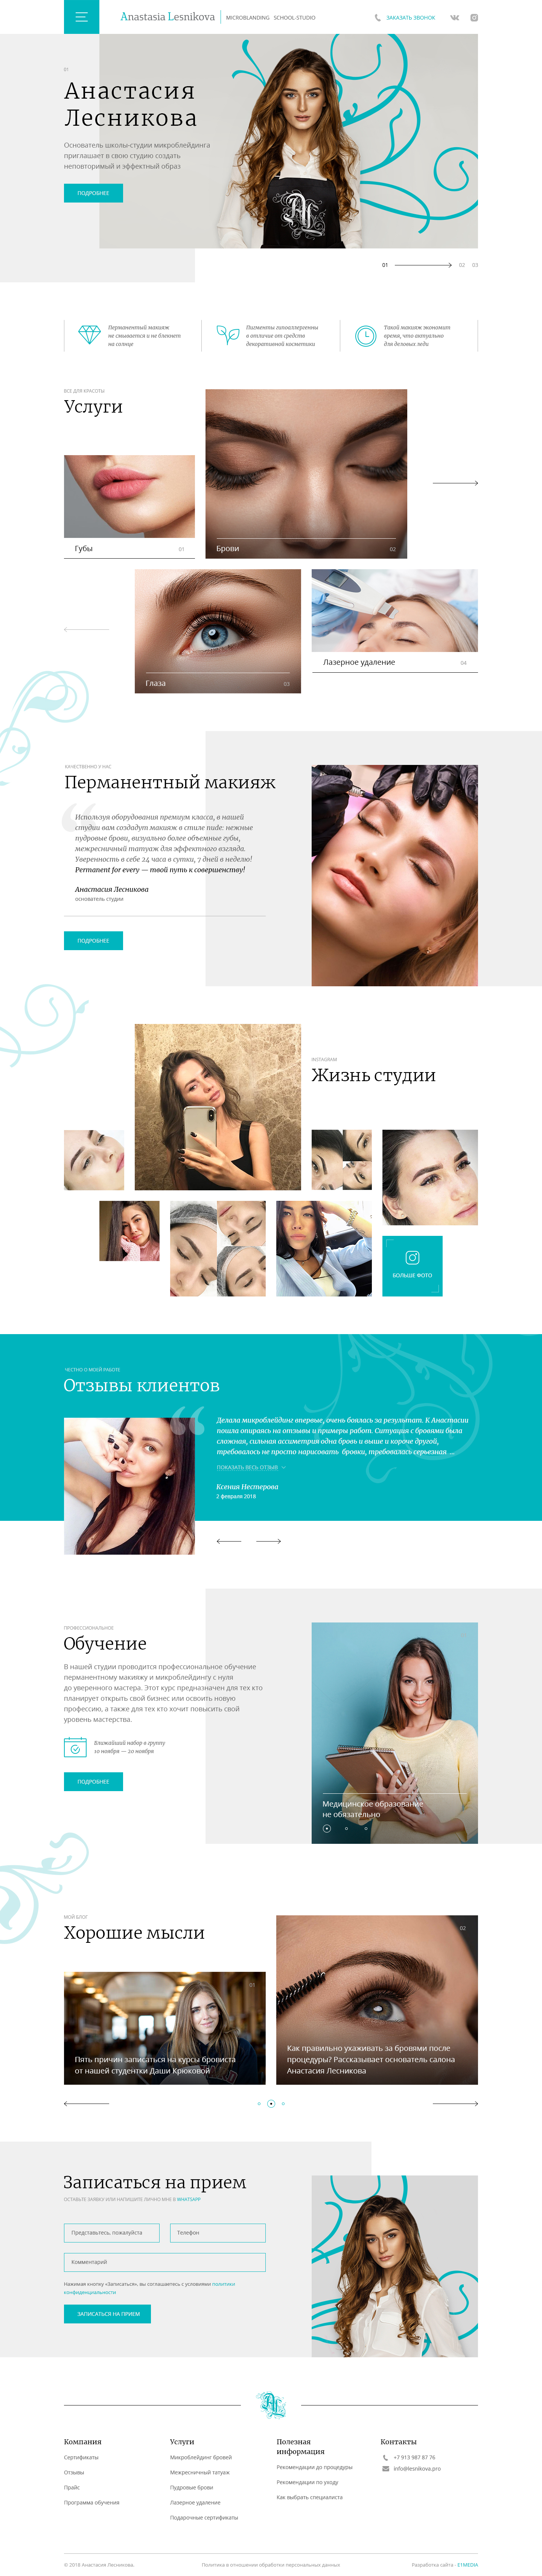 Anastasia Lesnikova
MICROBLANDING SCHOOL-STUDIO
ЗАКАЗАТЬ ЗВОНОК
01
Анастасия
Лесникова
Основатель школы-студии микроблейдинга
приглашает в свою студию создать
неповторимый и эффектный образ
ПОДРОБНЕЕ
01
02
03
Перманентный макияж
не смывается и не блекнет
на солнце
Пигменты гипоаллергенны
в отличие от средств
декоративной косметики
Такой макияж экономит
время, что актуально
для деловых леди
ВСЕ ДЛЯ КРАСОТЫ
Услуги
Губы 01
Брови 02
Глаза 03
Лазерное удаление 04
КАЧЕСТВЕННО У НАС
Перманентный макияж
Используя оборудования премиум класса, в нашей
студии вам создадут макияж в стиле nude: нежные
пудровые брови, визуально более объемные губы,
межресничный татуаж для эффектного взгляда.
Уверенность в себе 24 часа в сутки, 7 дней в неделю!
Permanent for every — твой путь к совершенству!
Анастасия Лесникова
основатель студии
ПОДРОБНЕЕ
INSTAGRAM
Жизнь студии
БОЛЬШЕ ФОТО
ЧЕСТНО О МОЕЙ РАБОТЕ
Отзывы клиентов
Делала микроблейдинг впервые, очень боялась за результат. К Анастасии
пошла опираясь на отзывы и примеры работ. Ситуация с бровями была
сложная, сильная ассиметрия одна бровь и выше и короче другой,
требовалось не просто нарисовать брови, требовалась серьезная ...
ПОКАЗАТЬ ВЕСЬ ОТЗЫВ
Ксения Нестерова
2 февраля 2018
ПРОФЕССИОНАЛЬНОЕ
Обучение
В нашей студии проводится профессиональное обучение
перманентному макияжу и микроблейдингу с нуля
до уверенного мастера. Этот курс предназначен для тех кто
планирует открыть свой бизнес или освоить новую
профессию, а также для тех кто хочит повысить свой
уровень мастерства.
Ближайший набор в группу
10 ноября — 20 ноября
ПОДРОБНЕЕ
Медицинское образование
не обязательно
МОЙ БЛОГ
Хорошие мысли
01
Пять причин записаться на курсы бровиста
от нашей студентки Даши Крюковой
02
Как правильно ухаживать за бровями после
процедуры? Рассказывает основатель салона
Анастасия Лесникова
Записаться на прием
ОСТАВЬТЕ ЗАЯВКУ ИЛИ НАПИШИТЕ ЛИЧНО МНЕ В WHATSAPP
Представьтесь, пожалуйста
Телефон
Комментарий
Нажимая кнопку «Записаться», вы соглашаетесь с условиями политики
конфиденциальности
ЗАПИСАТЬСЯ НА ПРИЕМ
AL
Компания
Сертификаты
Отзывы
Прайс
Программа обучения
Услуги
Микроблейдинг бровей
Межресничный татуаж
Пудровые брови
Лазерное удаление
Подарочные сертификаты
Полезная
информация
Рекомендации до процедуры
Рекомендации по уходу
Как выбрать специалиста
Контакты
+7 913 987 87 76
info@lesnikova.pro
© 2018 Анастасия Лесникова.
Политика в отношении обработки персональных данных
Разработка сайта - E1MEDIA